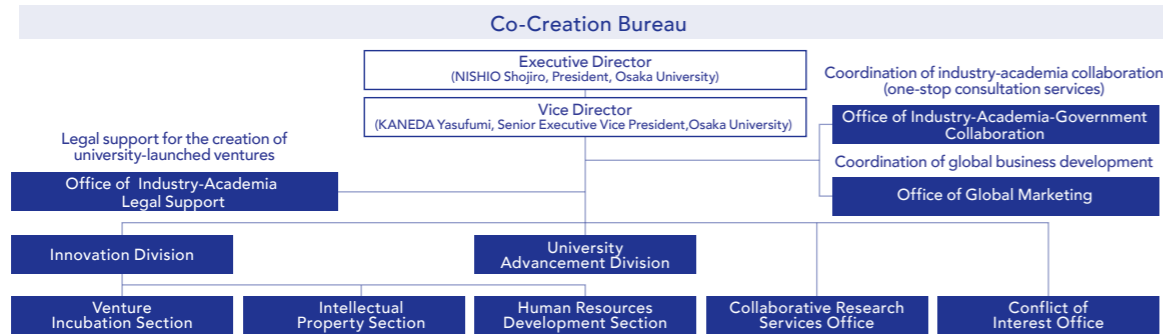 Co-Creation Bureau
Executive Director
(NISHIO Shojiro, President, Osaka University)
Vice Director
(KANEDA Yasufumi, Senior Executive Vice President,Osaka University)
Coordination of industry-academia collaboration
(one-stop consultation services)
Office of Industry-Academia-Government
Collaboration
Coordination of global business development
Office of Global Marketing
Legal support for the creation of
university-launched ventures
Office of Industry-Academia
Legal Support
Innovation Division
University
Advancement Division
Venture
Incubation Section
Intellectual
Property Section
Human Resources
Development Section
Collaborative Research
Services Office
Conflict of
Interest Office